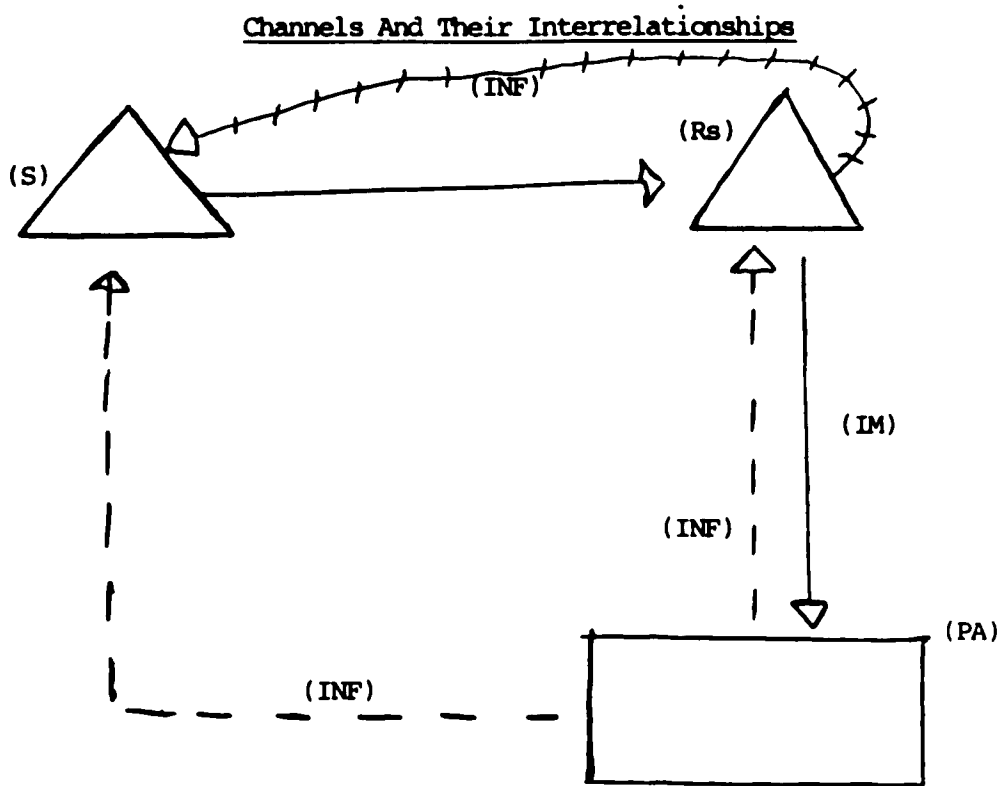 Channels And Their Interrelationships
(INF)
(Rs)
(S)
(IM)
(INF)
(PA)
(INF)